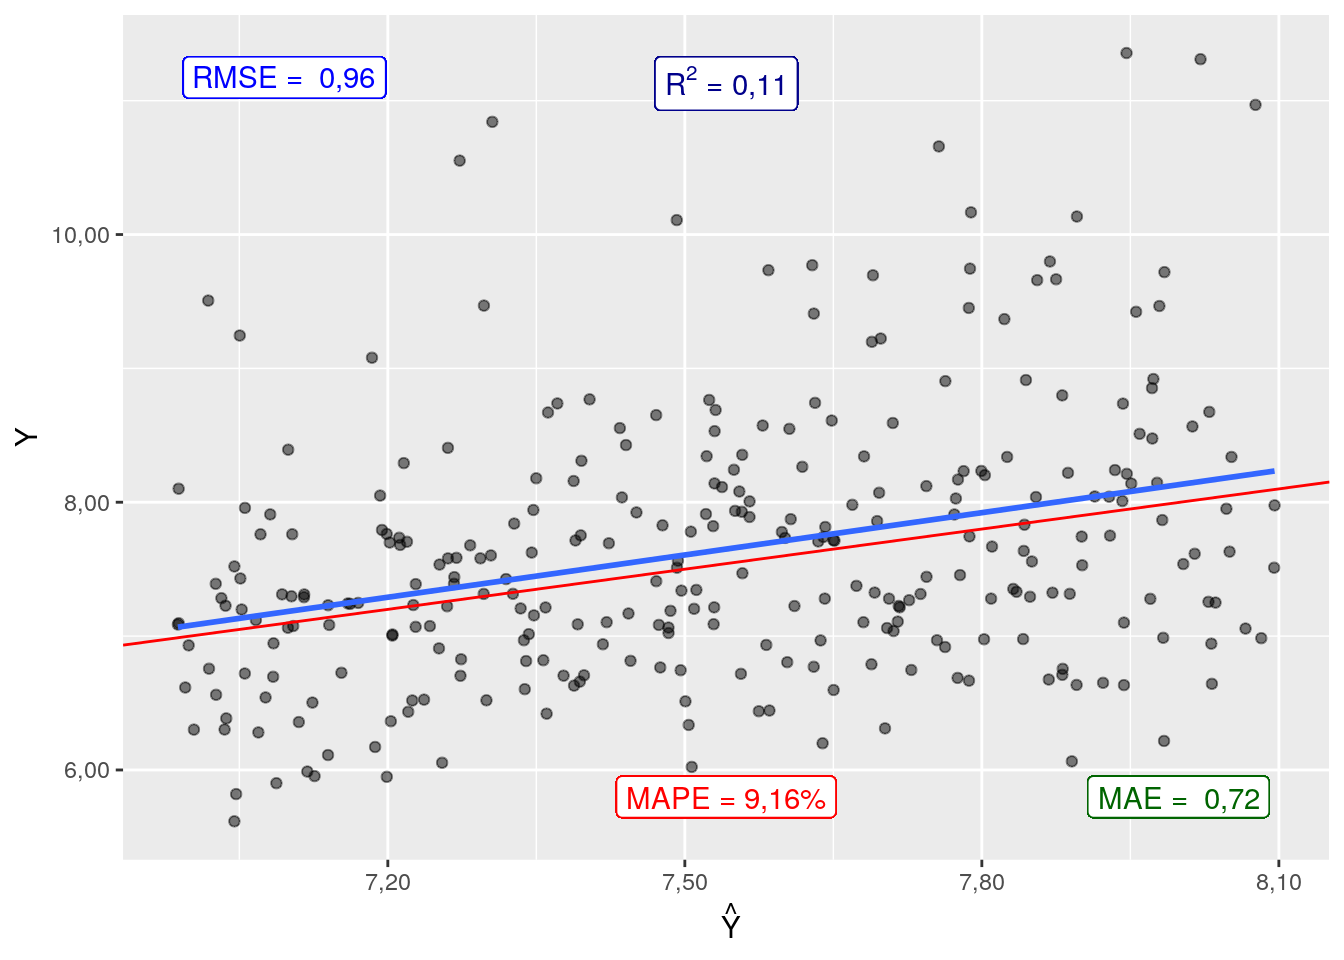 RMSE =  0,96
R² = 0,11
10,00
Y
8,00
6,00
MAPE = 9,16%
MAE =  0,72
7,20
7,50
7,80
8,10
Ŷ